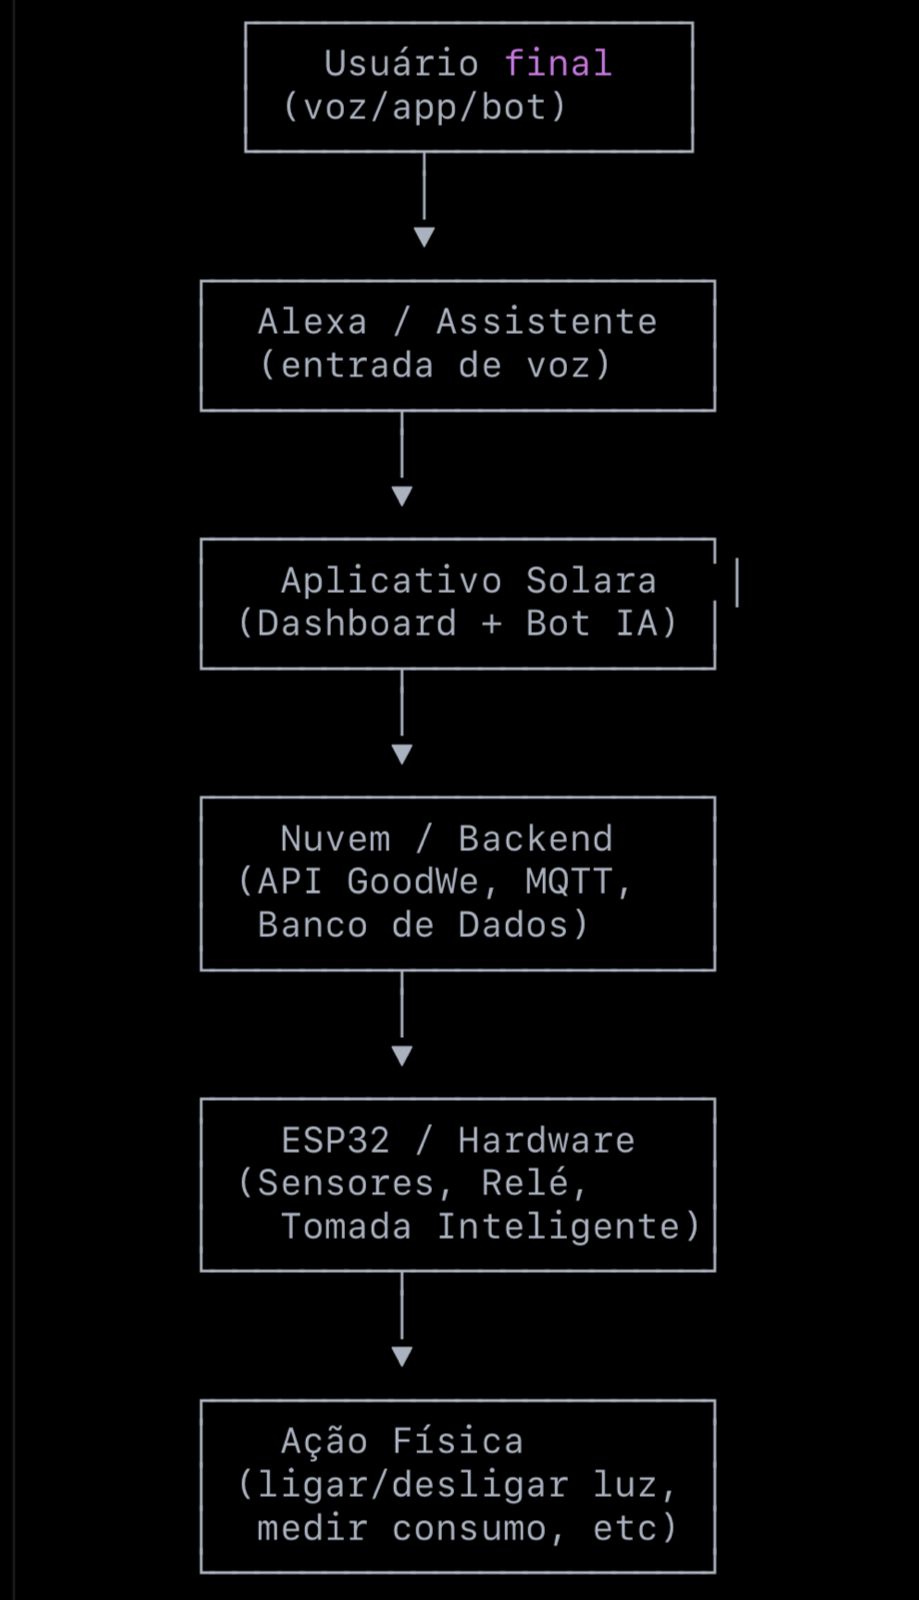 Usuário final
(voz/app/bot)
Alexa / Assistente
(entrada de voz)
Aplicativo Solara
(Dashboard + Bot IA)
Nuvem / Backend
(API GoodWe, MQTT,
Banco de Dados)
ESP32 / Hardware
(Sensores, Relé,
Tomada Inteligente)
Ação Física
(ligar/desligar luz,
medir consumo, etc)